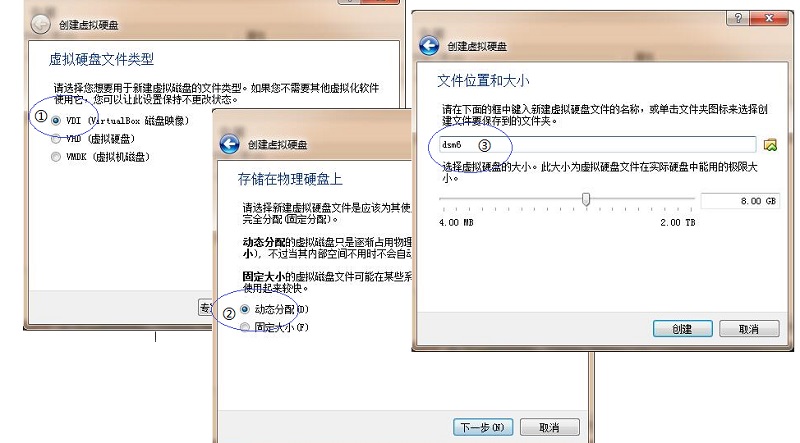 创建虚拟硬盘
虚拟硬盘文件类型
请选择您想要用于新建虚拟磁盘的文件类型。如果您不需要其他虚拟化软件
使用它，您可以让此设置保持不更改状态。
①
VDI (VirtualBox 磁盘映像)
VHD (虚拟硬盘)
VMDK (虚拟机磁盘)
创建虚拟硬盘
存储在物理硬盘上
请选择新建虚拟硬盘文件是应该为其使
完全分配(固定分配)。
动态分配的虚拟磁盘只是逐渐占用物理
小)，不过当其内部空间不用时不会自动
固定大小的虚拟磁盘文件可能在某些系
使用起来较快。
② 动态分配(D)
固定大小(F)
下一步(N)
取消
?
创建虚拟硬盘
文件位置和大小
请在下面的框中键入新建虚拟硬盘文件的名称，或单击文件夹图标来选择创
建文件要保存到的文件夹。
dsm6 ③
选择虚拟硬盘的大小。此大小为虚拟硬盘文件在实际硬盘中能用的极限大
小。
8.00 GB
4.00 MB
2.00 TB
创建
取消